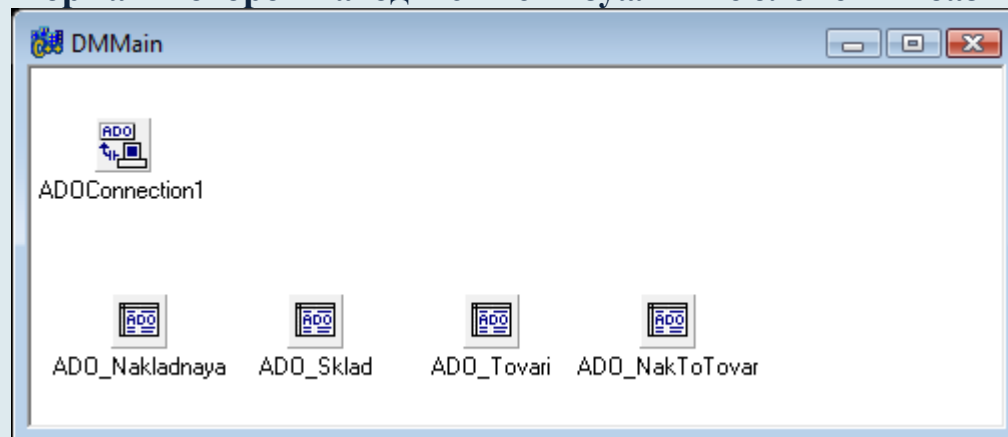 DMMain
ADO
ADOConnection1
ADO ADO ADO ADO
ADO_Nakladnaya ADO_Sklad ADO_Tovari ADO_NakToTovar